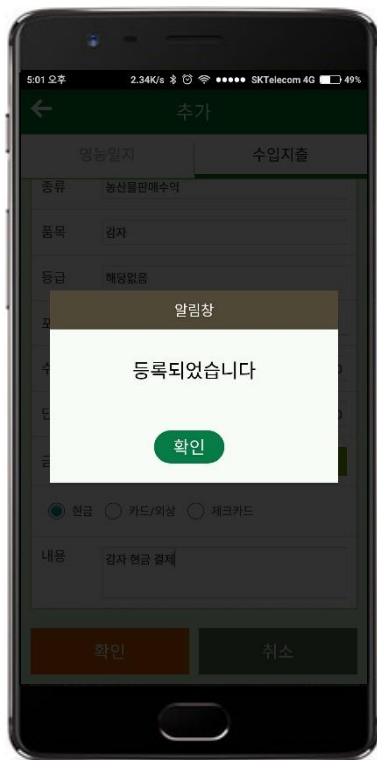 5:01 오후 2.34K/s SKTelecom 4G 49%
추가
영농일지 수입지출
종류 농산물판매수익
품목 감자
등급 해당없음
알림창
등록되었습니다
확인
현금 카드/외상 체크카드
내용 감자 현금 결제
확인 취소